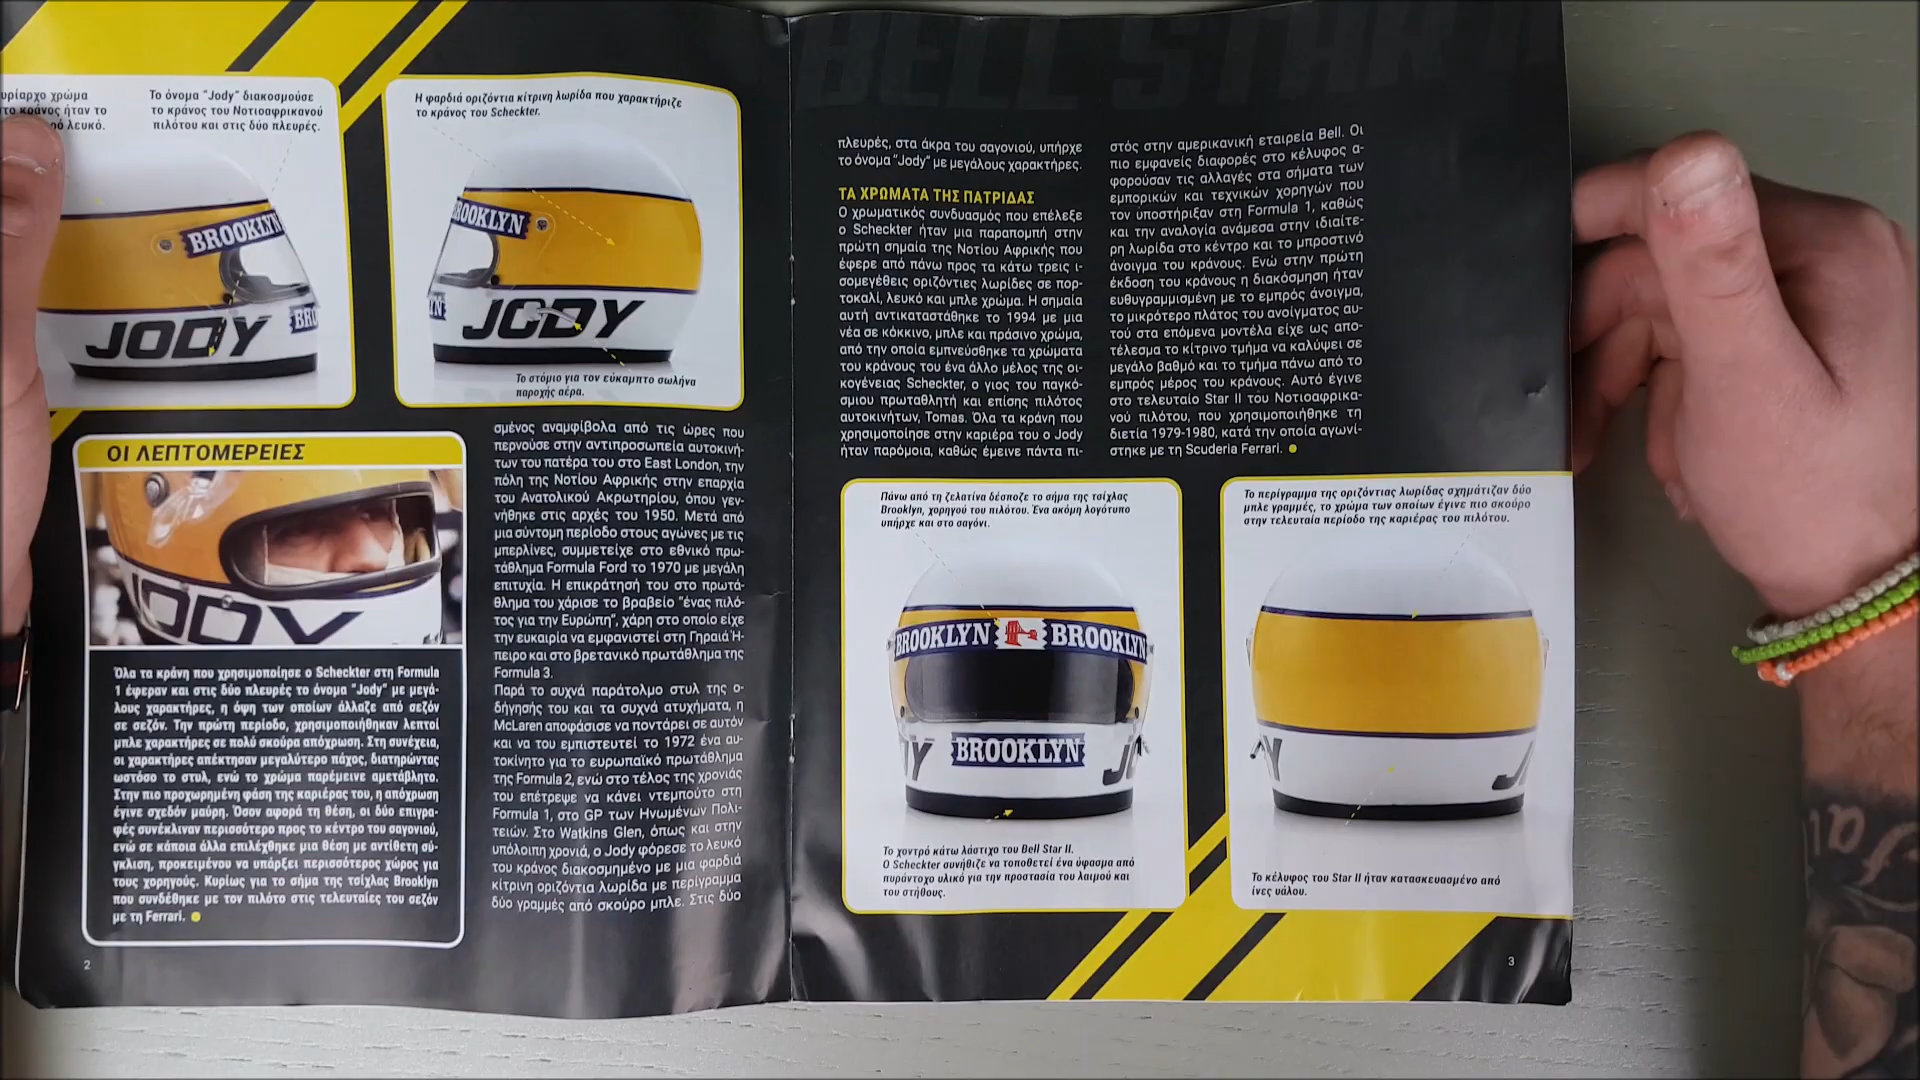 BELL STAR
υρίαρχο χρώμα
το κράνος ήταν το
λευκό.
Το όνομα "Jody" διακοσμούσε
το κράνος του Νοτιοαφρικανού
πιλότου και στις δύο πλευρές.
BROOKLYN
JODY
BRO
Η φαρδιά οριζόντια κίτρινη λωρίδα που χαρακτήριζε
το κράνος του Scheckter.
BROOKLYN
YN
JODY
Το στόμιο για τον εύκαμπτο σωλήνα
παροχής αέρα.
ΟΙ ΛΕΠΤΟΜΕΡΕΙΕΣ
JODY
Όλα τα κράνη που χρησιμοποίησε ο Scheckter στη Formula
1 έφεραν και στις δύο πλευρές το όνομα "Jody" με μεγά-
λους χαρακτήρες, η όψη των οποίων άλλαζε από σεζόν
σε σεζόν. Την πρώτη περίοδο, χρησιμοποιήθηκαν λεπτοί
μπλε χαρακτήρες σε πολύ σκούρα απόχρωση. Στη συνέχεια,
οι χαρακτήρες απέκτησαν μεγαλύτερο πάχος, διατηρώντας
ωστόσο το στυλ, ενώ το χρώμα παρέμεινε αμετάβλητο.
Στην πιο προχωρημένη φάση της καριέρας του, η απόχρωση
έγινε σχεδόν μαύρη. Όσον αφορά τη θέση, οι δύο επιγρα-
φές συνέκλιναν περισσότερο προς το κέντρο του σαγονιού,
ενώ σε κάποια άλλα επιλέχθηκε μια θέση με αντίθετη σύ-
γκλιση, προκειμένου να υπάρξει περισσότερος χώρος για
τους χορηγούς. Κυρίως για το σήμα της τσίχλας Brooklyn
που συνδέθηκε με τον πιλότο στις τελευταίες του σεζόν
με τη Ferrari.
σμένος αναμφίβολα από τις ώρες που
περνούσε στην αντιπροσωπεία αυτοκινή-
των του πατέρα του στο East London, την
πόλη της Νοτίου Αφρικής στην επαρχία
του Ανατολικού Ακρωτηρίου, όπου γεν-
νήθηκε στις αρχές του 1950. Μετά από
μια σύντομη περίοδο στους αγώνες με τις
μπερλίνες, συμμετείχε στο εθνικό πρω-
τάθλημα Formula Ford το 1970 με μεγάλη
επιτυχία. Η επικράτησή του στο πρωτά-
θλημα του χάρισε το βραβείο "ένας πιλό-
τος για την Ευρώπη", χάρη στο οποίο είχε
την ευκαιρία να εμφανιστεί στη Γηραιά Ή-
πειρο και στο βρετανικό πρωτάθλημα της
Formula 3.
Παρά το συχνά παράτολμο στυλ της ο-
δήγησής του και τα συχνά ατυχήματα, η
McLaren αποφάσισε να ποντάρει σε αυτόν
και να του εμπιστευτεί το 1972 ένα αυ-
τοκίνητο για το ευρωπαϊκό πρωτάθλημα
της Formula 2, ενώ στο τέλος της χρονιάς
του επέτρεψε να κάνει ντεμπούτο στη
Formula 1, στο GP των Ηνωμένων Πολι-
τειών. Στο Watkins Glen, όπως και στην
υπόλοιπη χρονιά, ο Jody φόρεσε το λευκό
του κράνος διακοσμημένο με μια φαρδιά
κίτρινη οριζόντια λωρίδα με περίγραμμα
δύο γραμμές από σκούρο μπλε. Στις δύο
2
πλευρές, στα άκρα του σαγονιού, υπήρχε
το όνομα "Jody" με μεγάλους χαρακτήρες.
ΤΑ ΧΡΩΜΑΤΑ ΤΗΣ ΠΑΤΡΙΔΑΣ
Ο χρωματικός συνδυασμός που επέλεξε
ο Scheckter ήταν μια παραπομπή στην
πρώτη σημαία της Νοτίου Αφρικής που
έφερε από πάνω προς τα κάτω τρεις ι-
σομεγέθεις οριζόντιες λωρίδες σε πορ-
τοκαλί, λευκό και μπλε χρώμα. Η σημαία
αυτή αντικαταστάθηκε το 1994 με μια
νέα σε κόκκινο, μπλε και πράσινο χρώμα,
από την οποία εμπνεύσθηκε τα χρώματα
του κράνους του ένα άλλο μέλος της οι-
κογένειας Scheckter, ο γιος του παγκό-
σμιου πρωταθλητή και επίσης πιλότος
αυτοκινήτων, Tomas. Όλα τα κράνη που
χρησιμοποίησε στην καριέρα του ο Jody
ήταν παρόμοια, καθώς έμεινε πάντα πι-
στός στην αμερικανική εταιρεία Bell. Οι
πιο εμφανείς διαφορές στο κέλυφος α-
φορούσαν τις αλλαγές στα σήματα των
εμπορικών και τεχνικών χορηγών που
τον υποστήριξαν στη Formula 1, καθώς
και την αναλογία ανάμεσα στην ιδιαίτε-
ρη λωρίδα στο κέντρο και το μπροστινό
άνοιγμα του κράνους. Ενώ στην πρώτη
έκδοση του κράνους η διακόσμηση ήταν
ευθυγραμμισμένη με το εμπρός άνοιγμα,
το μικρότερο πλάτος του ανοίγματος αυ-
τού στα επόμενα μοντέλα είχε ως απο-
τέλεσμα το κίτρινο τμήμα να καλύψει σε
μεγάλο βαθμό και το τμήμα πάνω από το
εμπρός μέρος του κράνους. Αυτό έγινε
στο τελευταίο Star II του Νοτιοαφρικα-
νού πιλότου, που χρησιμοποιήθηκε τη
διετία 1979-1980, κατά την οποία αγωνί-
στηκε με τη Scuderia Ferrari.
Πάνω από τη ζελατίνα δέσποζε το σήμα της τσίχλας
Brooklyn, χορηγού του πιλότου. Ένα ακόμη λογότυπο
υπήρχε και στο σαγόνι.
BROOKLYN BROOKLYN
DY BROOKLYN JO
Το χοντρό κάτω λάστιχο του Bell Star II.
Ο Scheckter συνήθιζε να τοποθετεί ένα ύφασμα από
πυράντοχο υλικό για την προστασία του λαιμού και
του στήθους.
Το περίγραμμα της οριζόντιας λωρίδας σχημάτιζαν δύο
μπλε γραμμές, το χρώμα των οποίων έγινε πιο σκούρο
στην τελευταία περίοδο της καριέρας του πιλότου.
Το κέλυφος του Star II ήταν κατασκευασμένο από
ίνες υάλου.
3